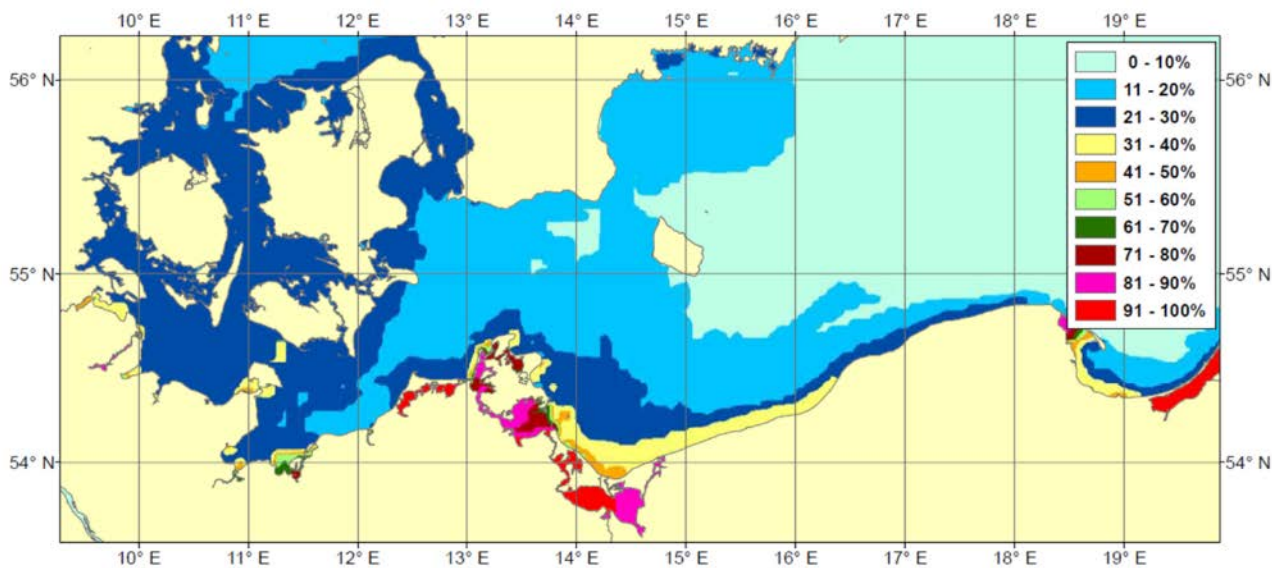 10° E 11° E 12° E 13° E 14° E 15° E 16° E 17° E 18° E 19° E
56° N 56° N
55° N 55° N
54° N 54° N
0 - 10%
11 - 20%
21 - 30%
31 - 40%
41 - 50%
51 - 60%
61 - 70%
71 - 80%
81 - 90%
91 - 100%
10° E 11° E 12° E 13° E 14° E 15° E 16° E 17° E 18° E 19° E